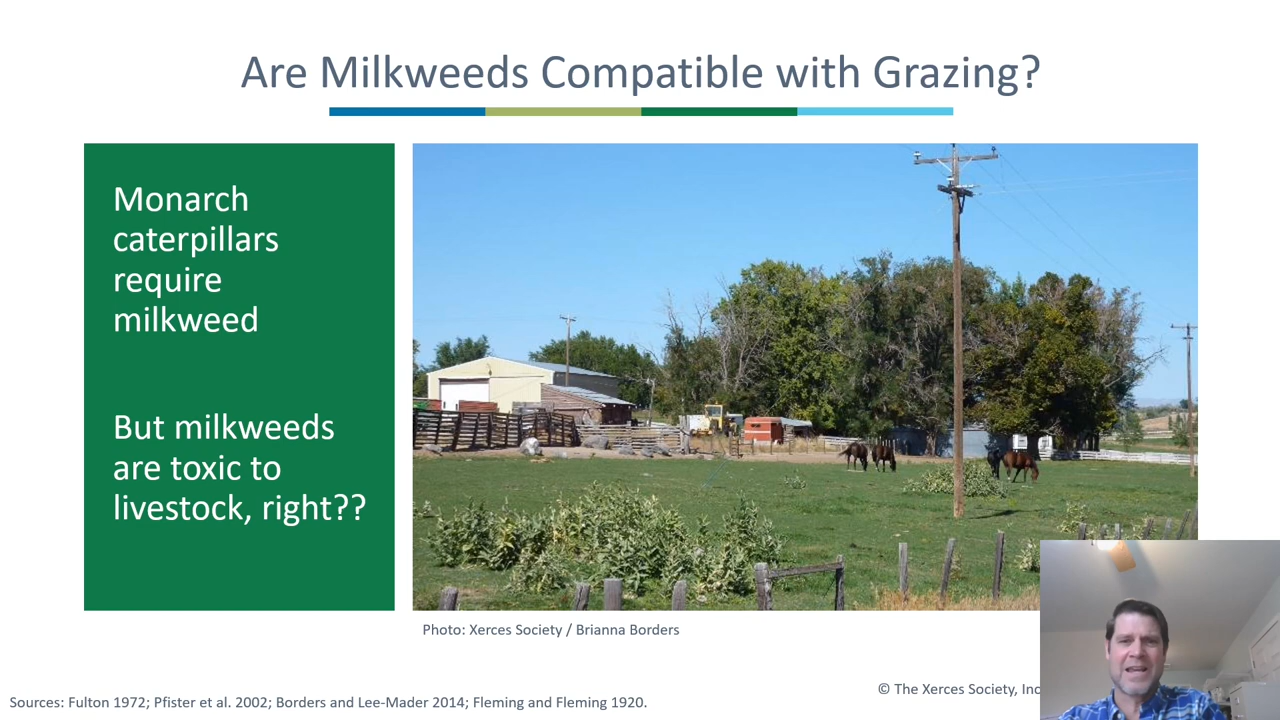 Are Milkweeds Compatible with Grazing?
Monarch
caterpillars
require
milkweed
But milkweeds
are toxic to
livestock, right??
Photo: Xerces Society / Brianna Borders
© The Xerces Society, Inc
Sources: Fulton 1972; Pfister et al. 2002; Borders and Lee-Mader 2014; Fleming and Fleming 1920.